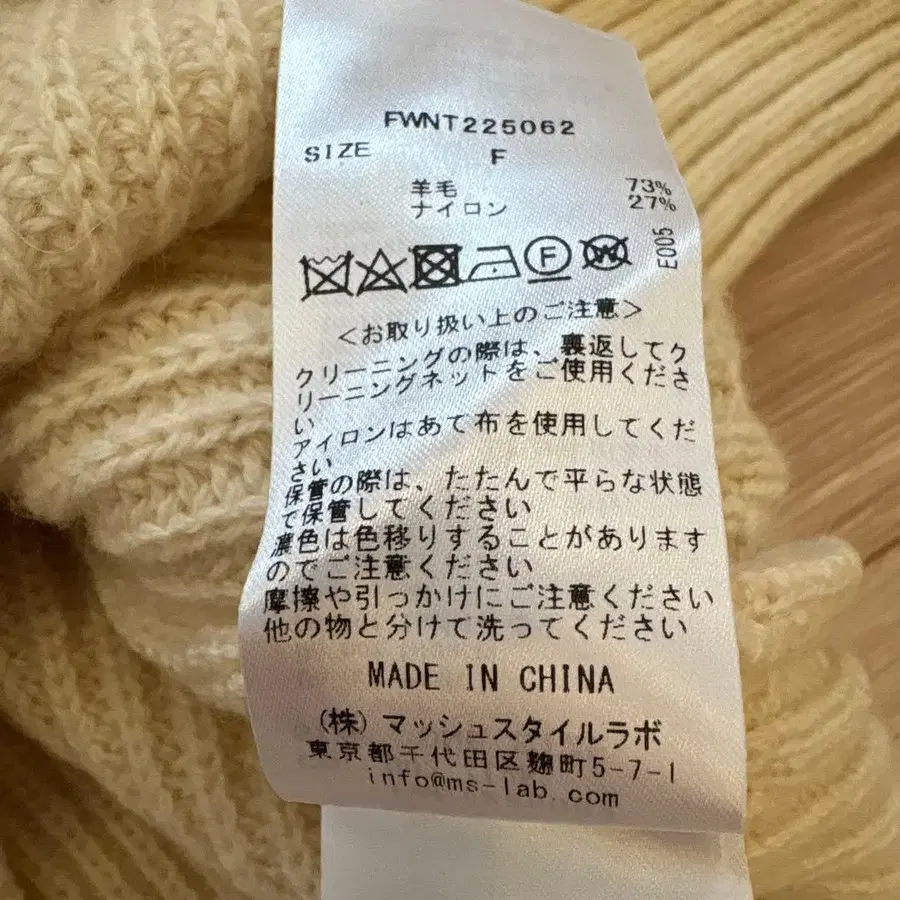 FWNT225062
SIZE F
羊毛 73%
ナイロン 27%
E005
F W
<お取り扱い上のご注意>
クリーニングの際は、裏返してク
リーニングネットをご使用くださ
い
アイロンはあて布を使用してくだ
さい
保管の際は、たたんで平らな状態
で保管してください
濃色は色移りすることがあります
のでご注意ください
摩擦や引っかけにご注意ください
他の物と分けて洗ってください
MADE IN CHINA
(株)マッシュスタイルラボ
東京都千代田区麹町5-7-1
info@ms-lab.com